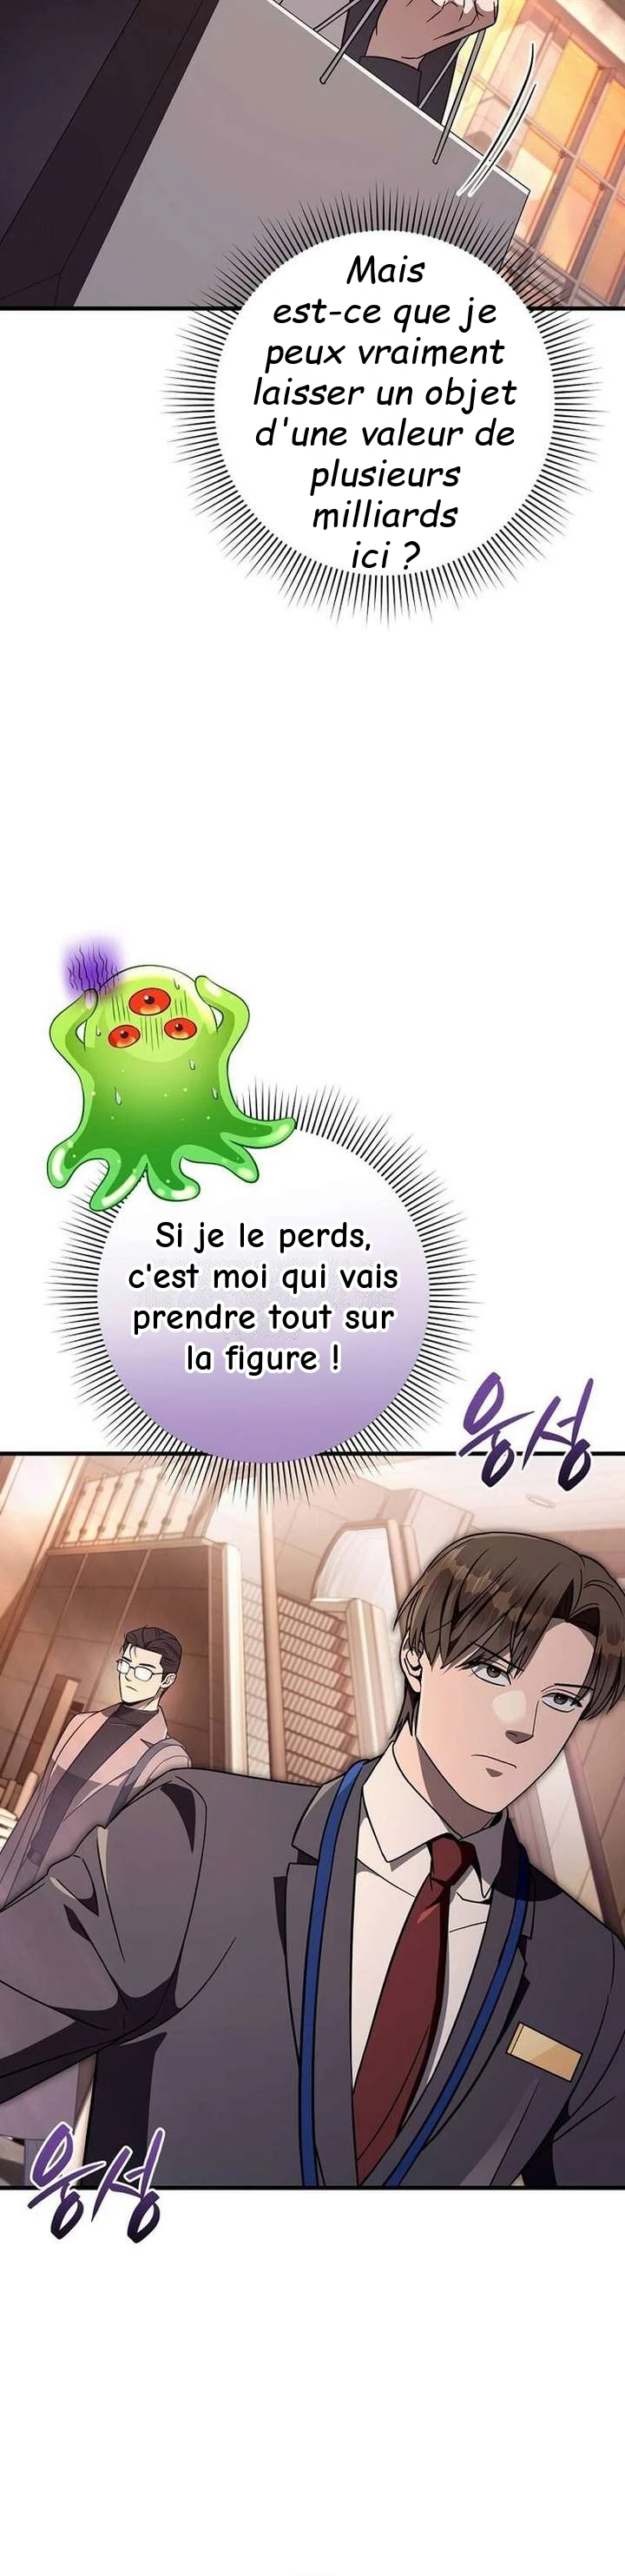 Mais
est-ce que je
peux vraiment
laisser un objet
d'une valeur de
plusieurs
milliards
ici ?
Si je le perds,
c'est moi qui vais
prendre tout sur
la figure !
웅성
웅성